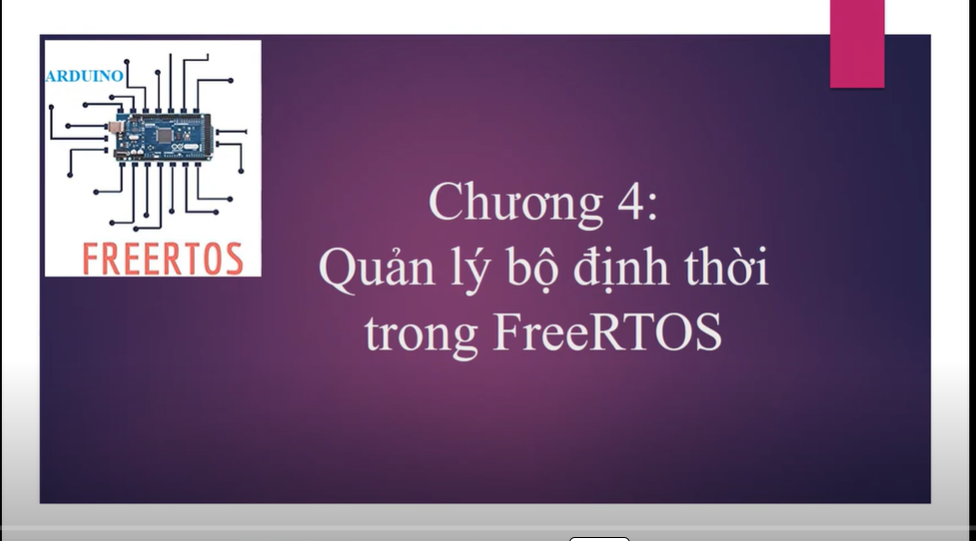 ARDUINO
FREERTOS
Chương 4:
Quản lý bộ định thời
trong FreeRTOS